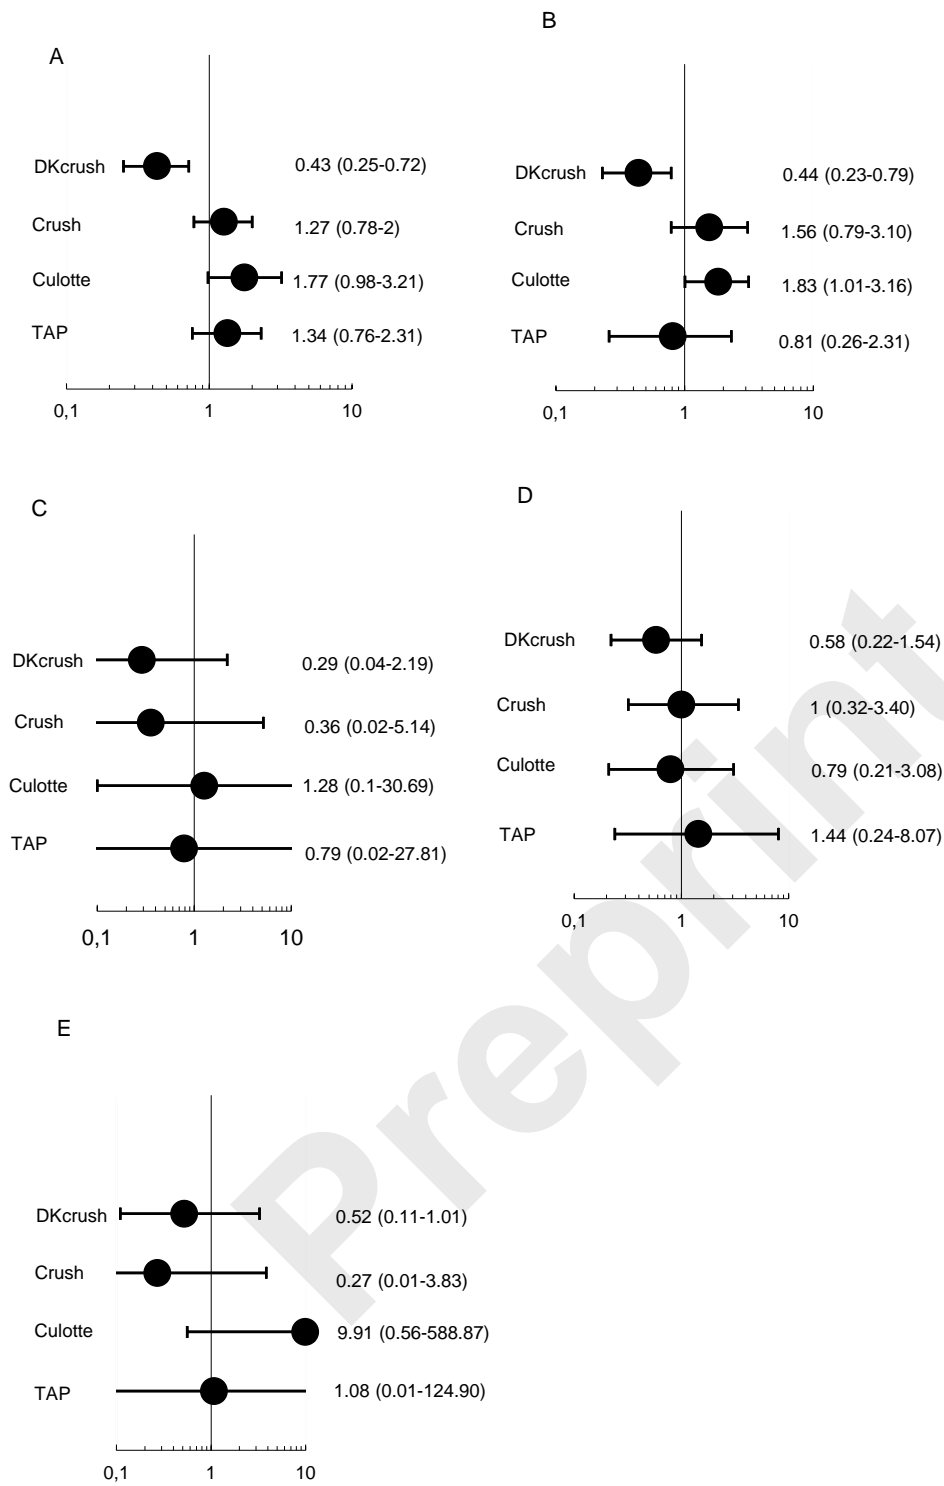 A
DKcrush 0.43 (0.25-0.72)
Crush 1.27 (0.78-2)
Culotte 1.77 (0.98-3.21)
TAP 1.34 (0.76-2.31)
0,1 1 10
B
DKcrush 0.44 (0.23-0.79)
Crush 1.56 (0.79-3.10)
Culotte 1.83 (1.01-3.16)
TAP 0.81 (0.26-2.31)
0,1 1 10
C
DKcrush 0.29 (0.04-2.19)
Crush 0.36 (0.02-5.14)
Culotte 1.28 (0.1-30.69)
TAP 0.79 (0.02-27.81)
0,1 1 10
D
DKcrush 0.58 (0.22-1.54)
Crush 1 (0.32-3.40)
Culotte 0.79 (0.21-3.08)
TAP 1.44 (0.24-8.07)
0,1 1 10
E
DKcrush 0.52 (0.11-1.01)
Crush 0.27 (0.01-3.83)
Culotte 9.91 (0.56-588.87)
TAP 1.08 (0.01-124.90)
0,1 1 10
Preprint